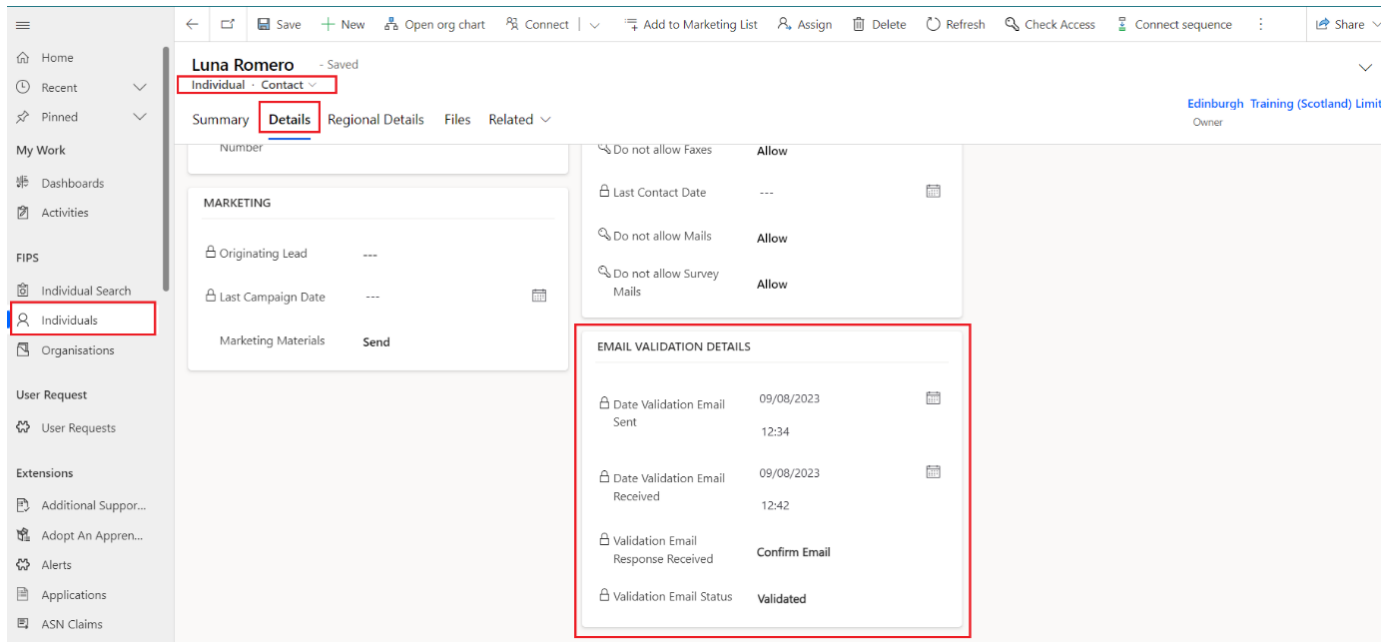 Save
New
Open org chart
Connect
Add to Marketing List
Assign
Delete
Refresh
Check Access
Connect sequence
Share
Home
Recent
Pinned
My Work
Dashboards
Activities
FIPS
Individual Search
Individuals
Organisations
User Request
User Requests
Extensions
Additional Suppor...
Adopt An Appren...
Alerts
Applications
ASN Claims
Luna Romero - Saved
Individual · Contact
Edinburgh Training (Scotland) Limit
Owner
Summary Details Regional Details Files Related
Number
MARKETING
Originating Lead ---
Last Campaign Date ---
Marketing Materials Send
Do not allow Faxes Allow
Last Contact Date ---
Do not allow Mails Allow
Do not allow Survey
Mails
Allow
EMAIL VALIDATION DETAILS
Date Validation Email
Sent
09/08/2023
12:34
Date Validation Email
Received
09/08/2023
12:42
Validation Email
Response Received
Confirm Email
Validation Email Status Validated